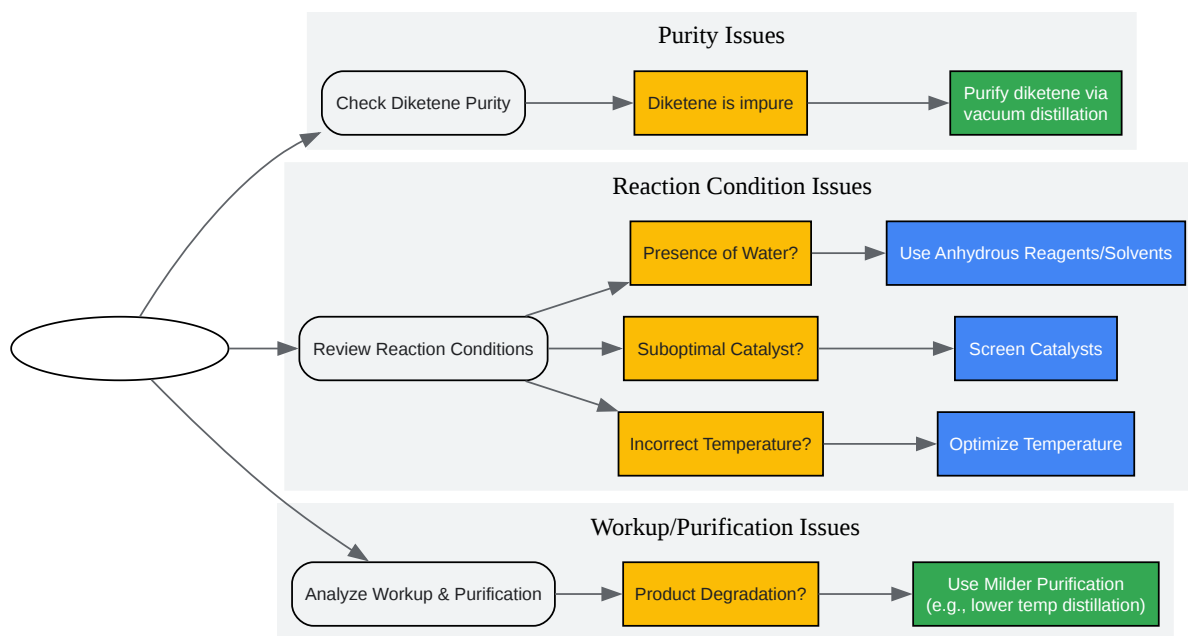 Purity Issues
Check Diketene Purity
Diketene is impure
Purify diketene via
vacuum distillation
Reaction Condition Issues
Presence of Water?
Use Anhydrous Reagents/Solvents
Review Reaction Conditions
Suboptimal Catalyst?
Screen Catalysts
Incorrect Temperature?
Optimize Temperature
Workup/Purification Issues
Analyze Workup & Purification
Product Degradation?
Use Milder Purification
(e.g., lower temp distillation)